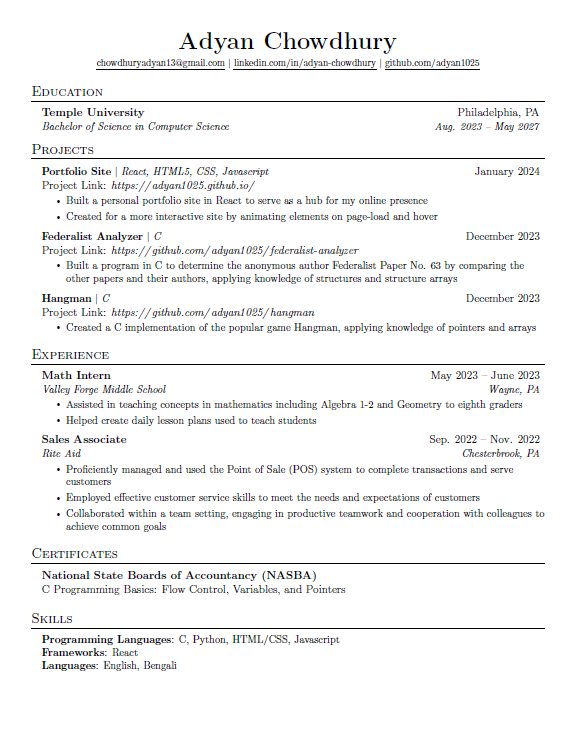 Adyan Chowdhury
chowdhuryadyan13@gmail.com | linkedin.com/in/adyan-chowdhury | github.com/adyan1025
Education
Temple University Philadelphia, PA
Bachelor of Science in Computer Science Aug. 2023 – May 2027
Projects
Portfolio Site | React, HTML5, CSS, Javascript January 2024
Project Link: https://adyan1025.github.io/
• Built a personal portfolio site in React to serve as a hub for my online presence
• Created for a more interactive site by animating elements on page-load and hover
Federalist Analyzer | C December 2023
Project Link: https://github.com/adyan1025/federalist-analyzer
• Built a program in C to determine the anonymous author Federalist Paper No. 63 by comparing the
other papers and their authors, applying knowledge of structures and structure arrays
Hangman | C December 2023
Project Link: https://github.com/adyan1025/hangman
• Created a C implementation of the popular game Hangman, applying knowledge of pointers and arrays
Experience
Math Intern May 2023 – June 2023
Valley Forge Middle School Wayne, PA
• Assisted in teaching concepts in mathematics including Algebra 1-2 and Geometry to eighth graders
• Helped create daily lesson plans used to teach students
Sales Associate Sep. 2022 – Nov. 2022
Rite Aid Chesterbrook, PA
• Proficiently managed and used the Point of Sale (POS) system to complete transactions and serve
customers
• Employed effective customer service skills to meet the needs and expectations of customers
• Collaborated within a team setting, engaging in productive teamwork and cooperation with colleagues to
achieve common goals
Certificates
National State Boards of Accountancy (NASBA)
C Programming Basics: Flow Control, Variables, and Pointers
Skills
Programming Languages: C, Python, HTML/CSS, Javascript
Frameworks: React
Languages: English, Bengali